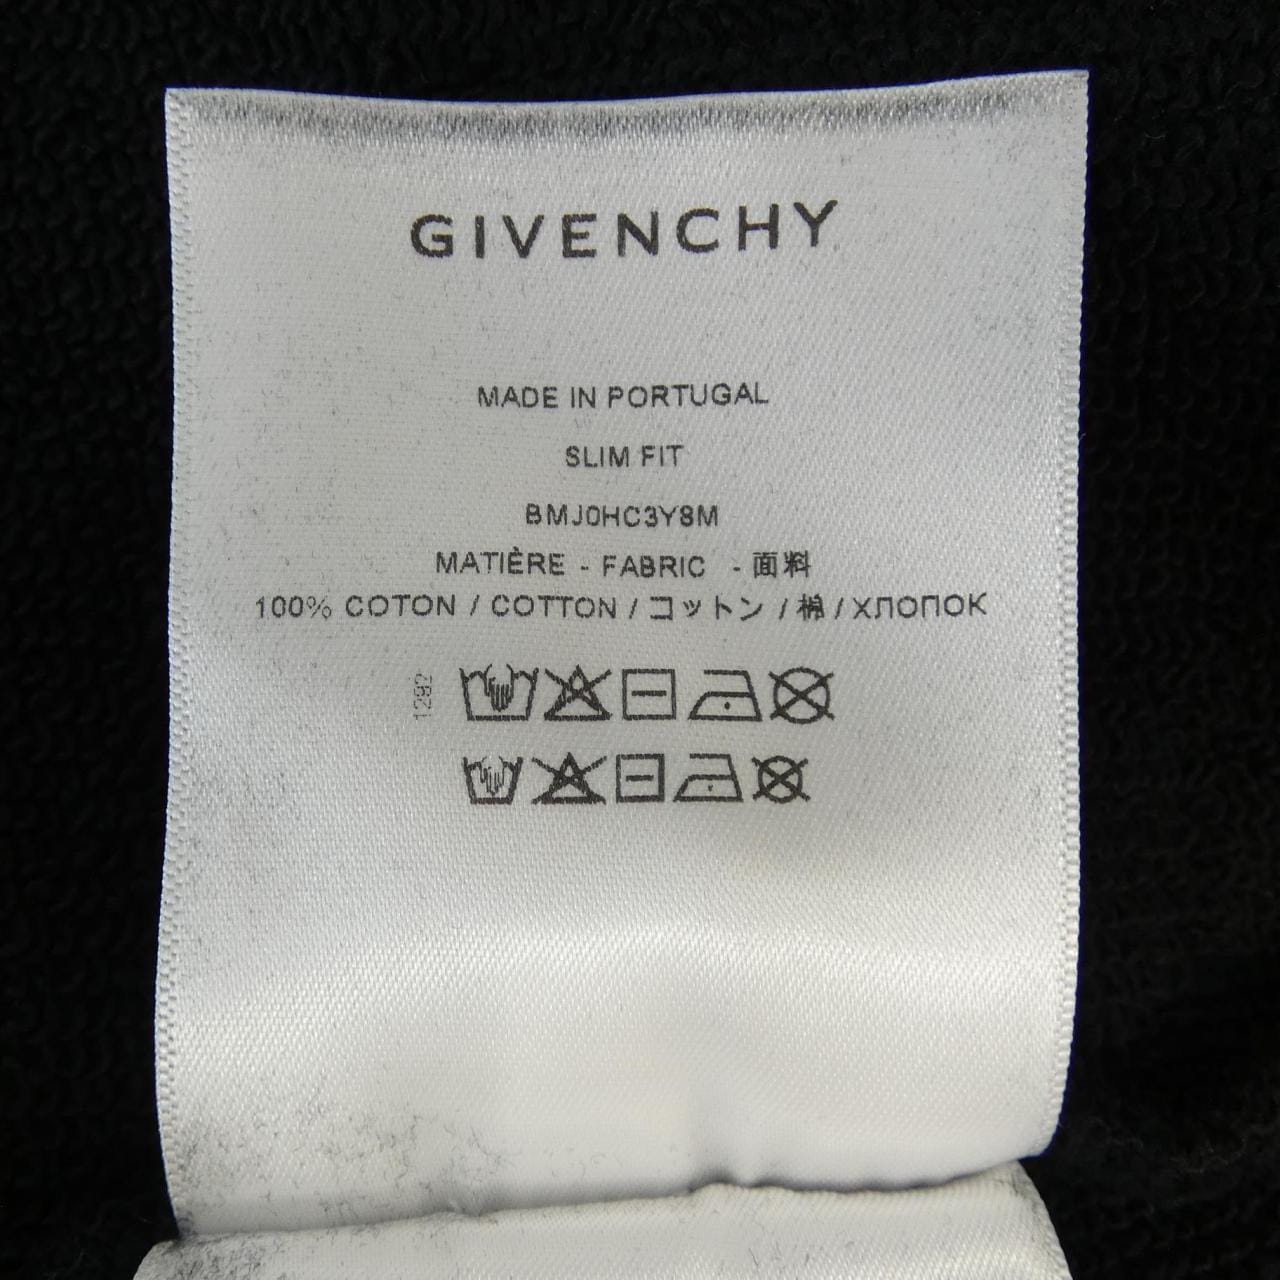 GIVENCHY
MADE IN PORTUGAL
SLIM FIT
BMJ0HC3Y8M
MATIÈRE - FABRIC - 面料
100% COTON / COTTON / コットン / 棉 / ХЛОПОК
1292